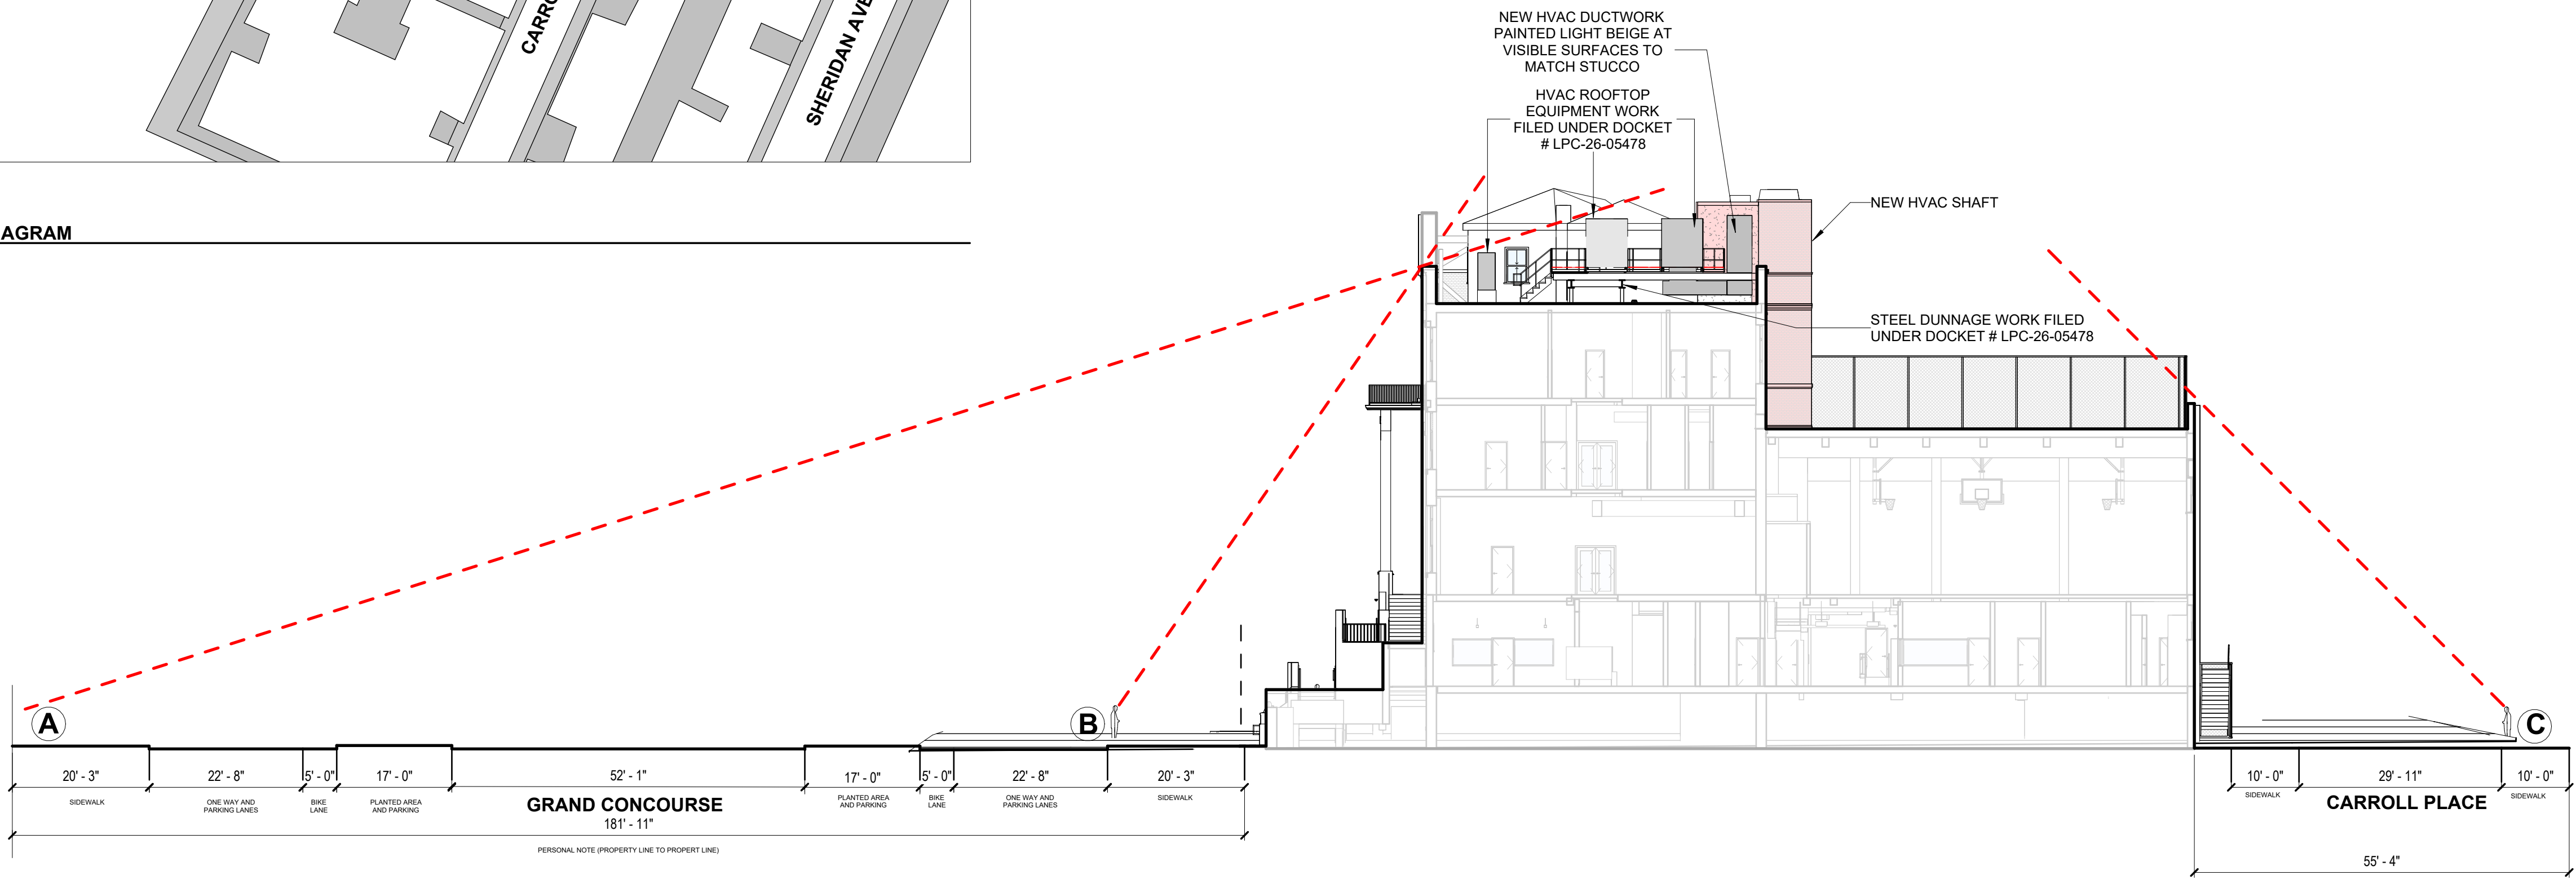 CARRO
SHERIDAN AVE
AGRAM
NEW HVAC DUCTWORK
PAINTED LIGHT BEIGE AT
VISIBLE SURFACES TO
MATCH STUCCO
HVAC ROOFTOP
EQUIPMENT WORK
FILED UNDER DOCKET
# LPC-26-05478
NEW HVAC SHAFT
STEEL DUNNAGE WORK FILED
UNDER DOCKET # LPC-26-05478
A
B
C
20' - 3"
SIDEWALK
22' - 8"
ONE WAY AND
PARKING LANES
5' - 0"
BIKE
LANE
17' - 0"
PLANTED AREA
AND PARKING
52' - 1"
GRAND CONCOURSE
181' - 11"
17' - 0"
PLANTED AREA
AND PARKING
5' - 0"
BIKE
LANE
22' - 8"
ONE WAY AND
PARKING LANES
20' - 3"
SIDEWALK
PERSONAL NOTE (PROPERTY LINE TO PROPERT LINE)
10' - 0"
SIDEWALK
29' - 11"
CARROLL PLACE
10' - 0"
SIDEWALK
55' - 4"